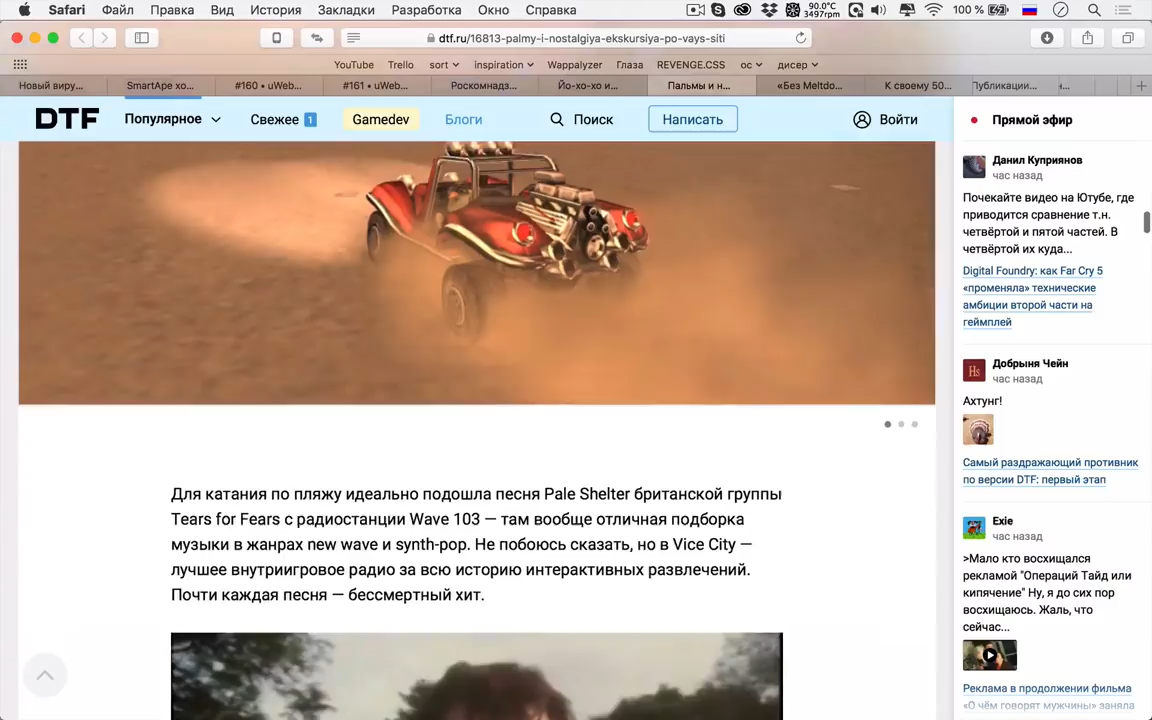 Safari Файл Правка Вид История Закладки Разработка Окно Справка 90.0°C 3497rpm 100 %
dtf.ru/16813-palmy-i-nostalgiya-ekskursiya-po-vays-siti
YouTube Trello sort inspiration Wappalyzer Глаза REVENGE.CSS ос дисер
Новый виру... SmartApe хо... #160 • uWeb... #161 • uWeb... Роскомнадз... Йо-хо-хо и... Пальмы и н... «Без Meltdo... К своему 50... Публикации...
DTF Популярное Свежее 1 Gamedev Блоги Поиск Написать Войти
Для катания по пляжу идеально подошла песня Pale Shelter британской группы
Tears for Fears с радиостанции Wave 103 — там вообще отличная подборка
музыки в жанрах new wave и synth-pop. Не побоюсь сказать, но в Vice City —
лучшее внутриигровое радио за всю историю интерактивных развлечений.
Почти каждая песня — бессмертный хит.
Прямой эфир
Данил Куприянов
час назад
Почекайте видео на Ютубе, где
приводится сравнение т.н.
четвёртой и пятой частей. В
четвёртой их куда...
Digital Foundry: как Far Cry 5
«променяла» технические
амбиции второй части на
геймплей
Добрыня Чейн
час назад
Ахтунг!
Самый раздражающий противник
по версии DTF: первый этап
Exie
час назад
>Мало кто восхищался
рекламой "Операций Тайд или
кипячение" Ну, я до сих пор
восхищаюсь. Жаль, что
сейчас...
Реклама в продолжении фильма
«О чём говорят мужчины» заняла